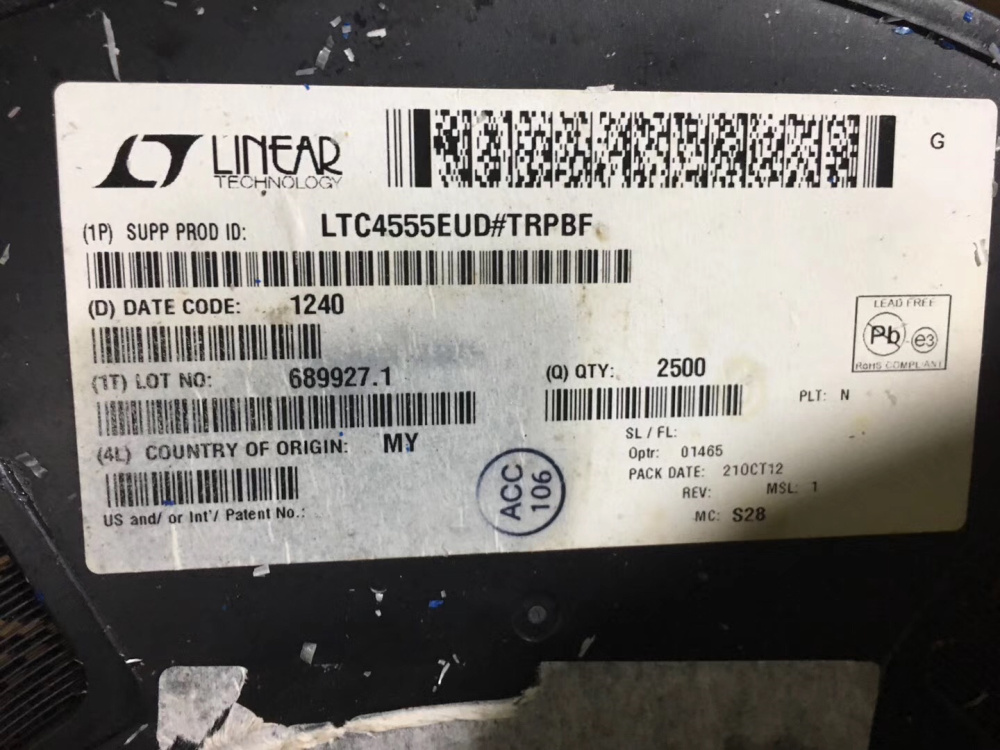 LINEAR
TECHNOLOGY
G
(1P) SUPP PROD ID: LTC4555EUD#TRPBF
(D) DATE CODE: 1240
LEAD FREE
Pb e3
RoHS COMPLIANT
(1T) LOT NO: 689927.1
(Q) QTY: 2500
PLT: N
SL / FL:
(4L) COUNTRY OF ORIGIN: MY
Optr: 01465
PACK DATE: 21OCT12
REV: MSL: 1
MC: S28
ACC
106
US and/ or Int'/ Patent No.: